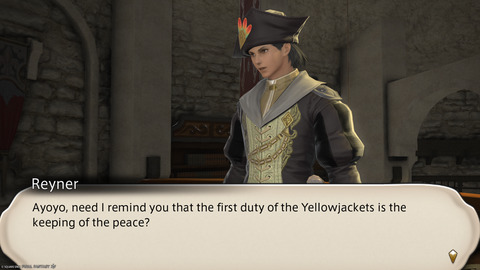 Reyner
Ayoyo, need I remind you that the first duty of the Yellowjackets is the
keeping of the peace?